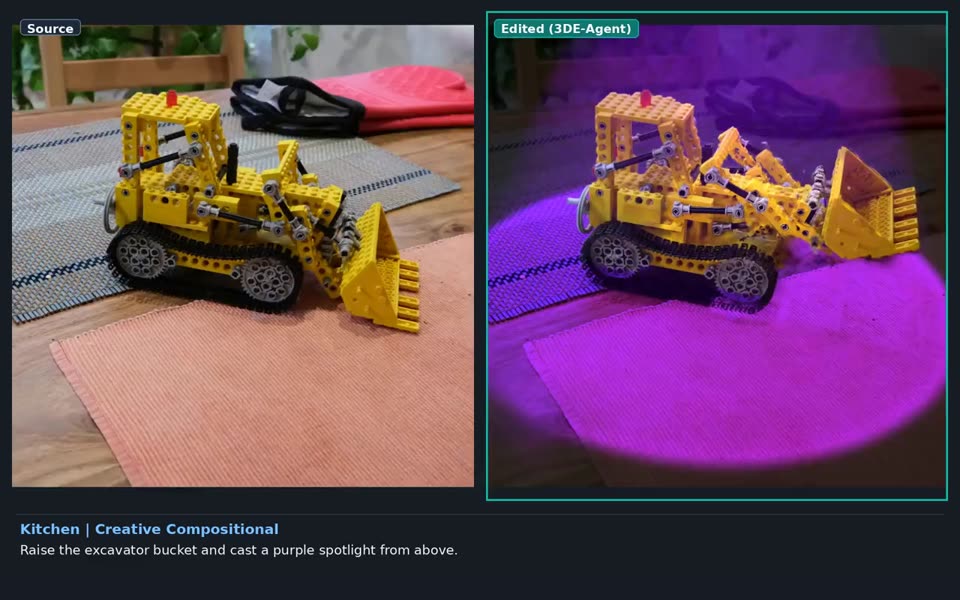 Source
Edited (3DE-Agent)
Kitchen | Creative Compositional
Raise the excavator bucket and cast a purple spotlight from above.